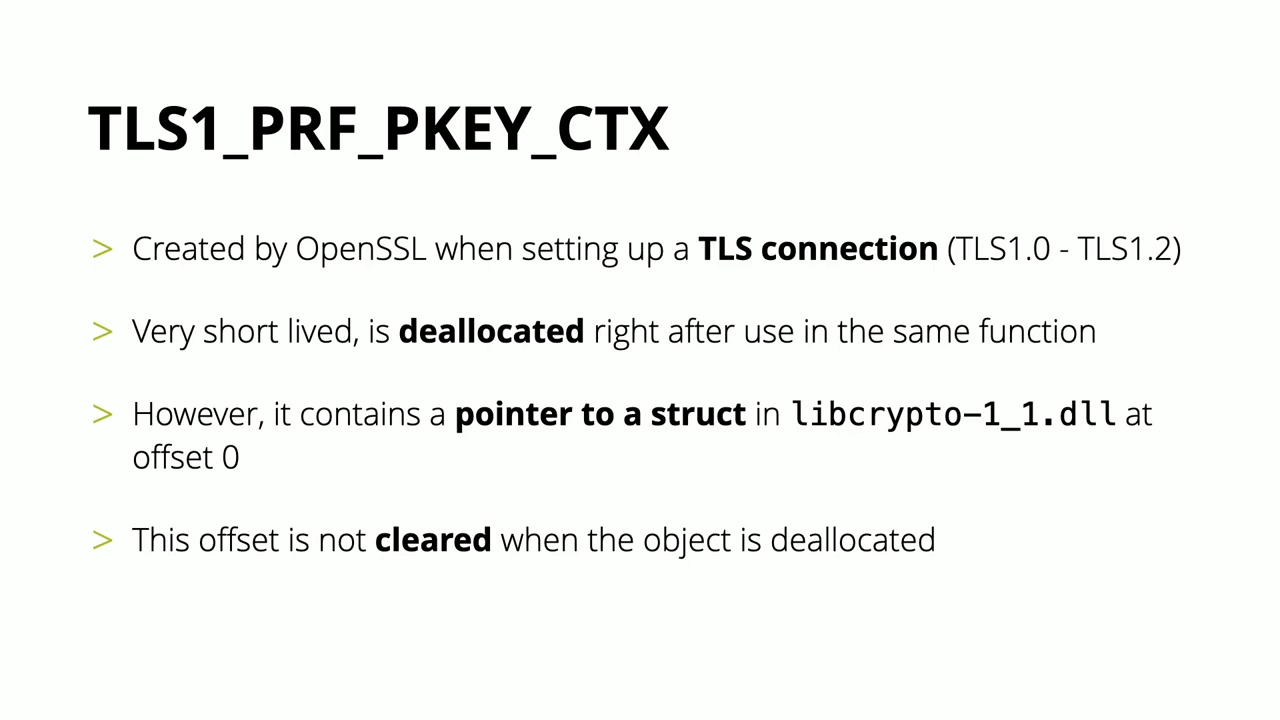 TLS1_PRF_PKEY_CTX
> Created by OpenSSL when setting up a TLS connection (TLS1.0 - TLS1.2)
> Very short lived, is deallocated right after use in the same function
> However, it contains a pointer to a struct in libcrypto-1_1.dll at
offset 0
> This offset is not cleared when the object is deallocated